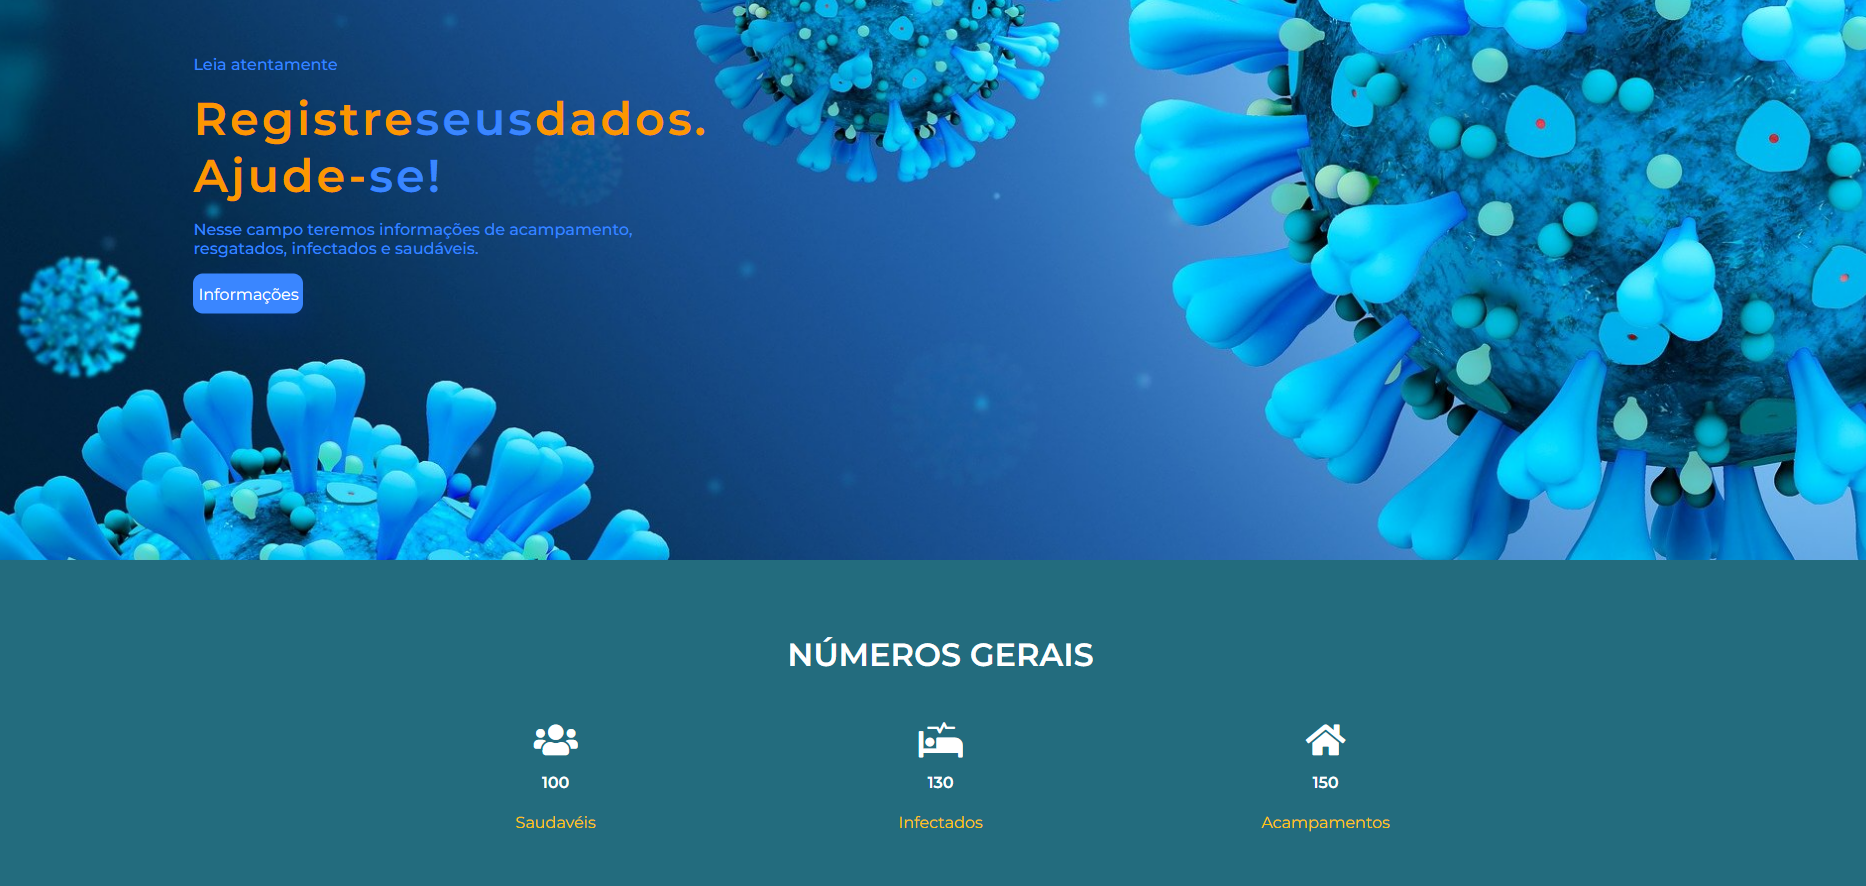 Leia atentamente
Registreseusdados.
Ajude-se!
Nesse campo teremos informações de acampamento,
resgatados, infectados e saudáveis.
Informações
NÚMEROS GERAIS
100
130
150
Saudavéis
Infectados
Acampamentos